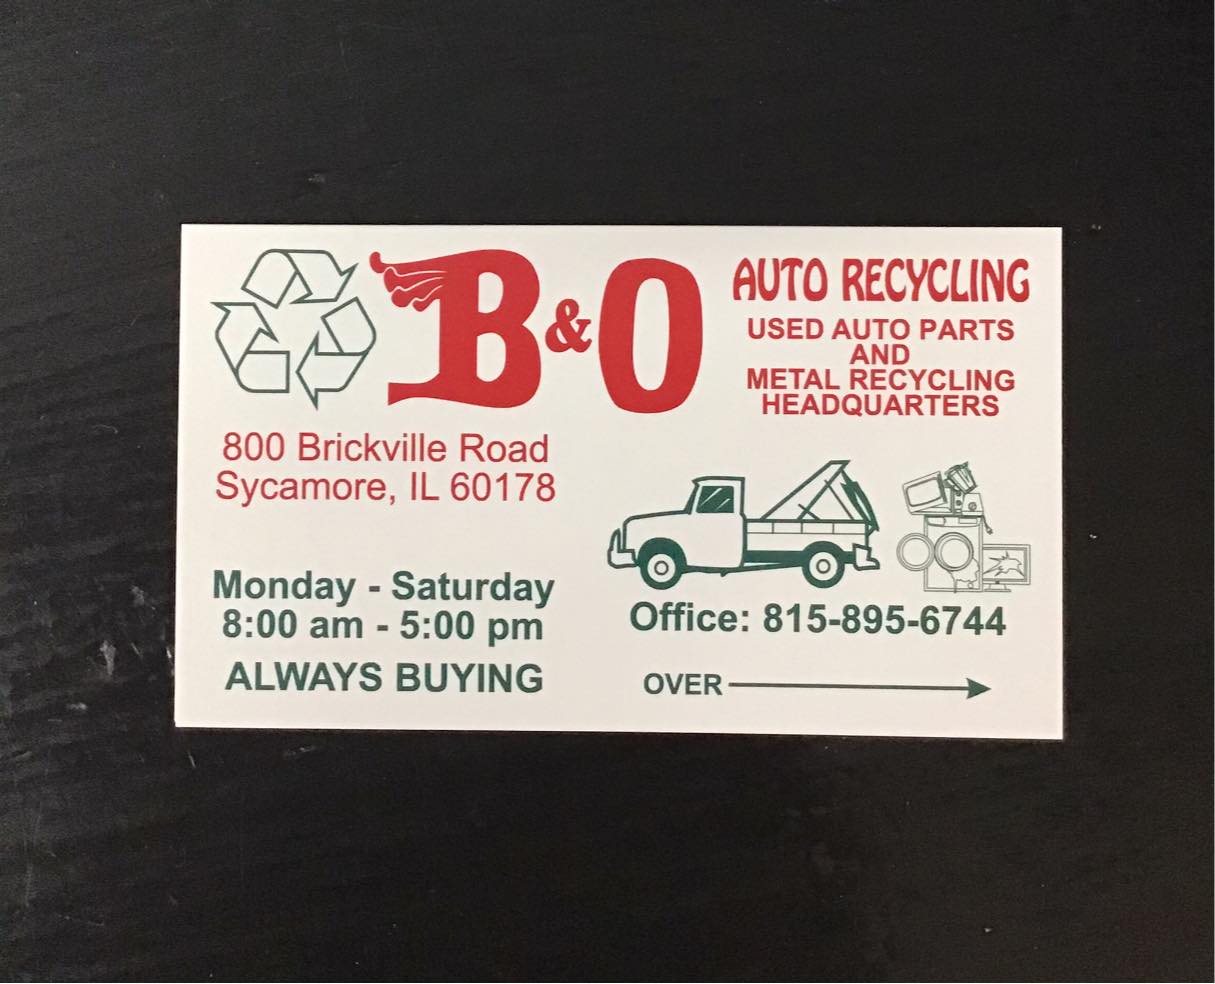 B&O
AUTO RECYCLING
USED AUTO PARTS
AND
METAL RECYCLING
HEADQUARTERS
800 Brickville Road
Sycamore, IL 60178
Monday - Saturday
8:00 am - 5:00 pm
ALWAYS BUYING
Office: 815-895-6744
OVER